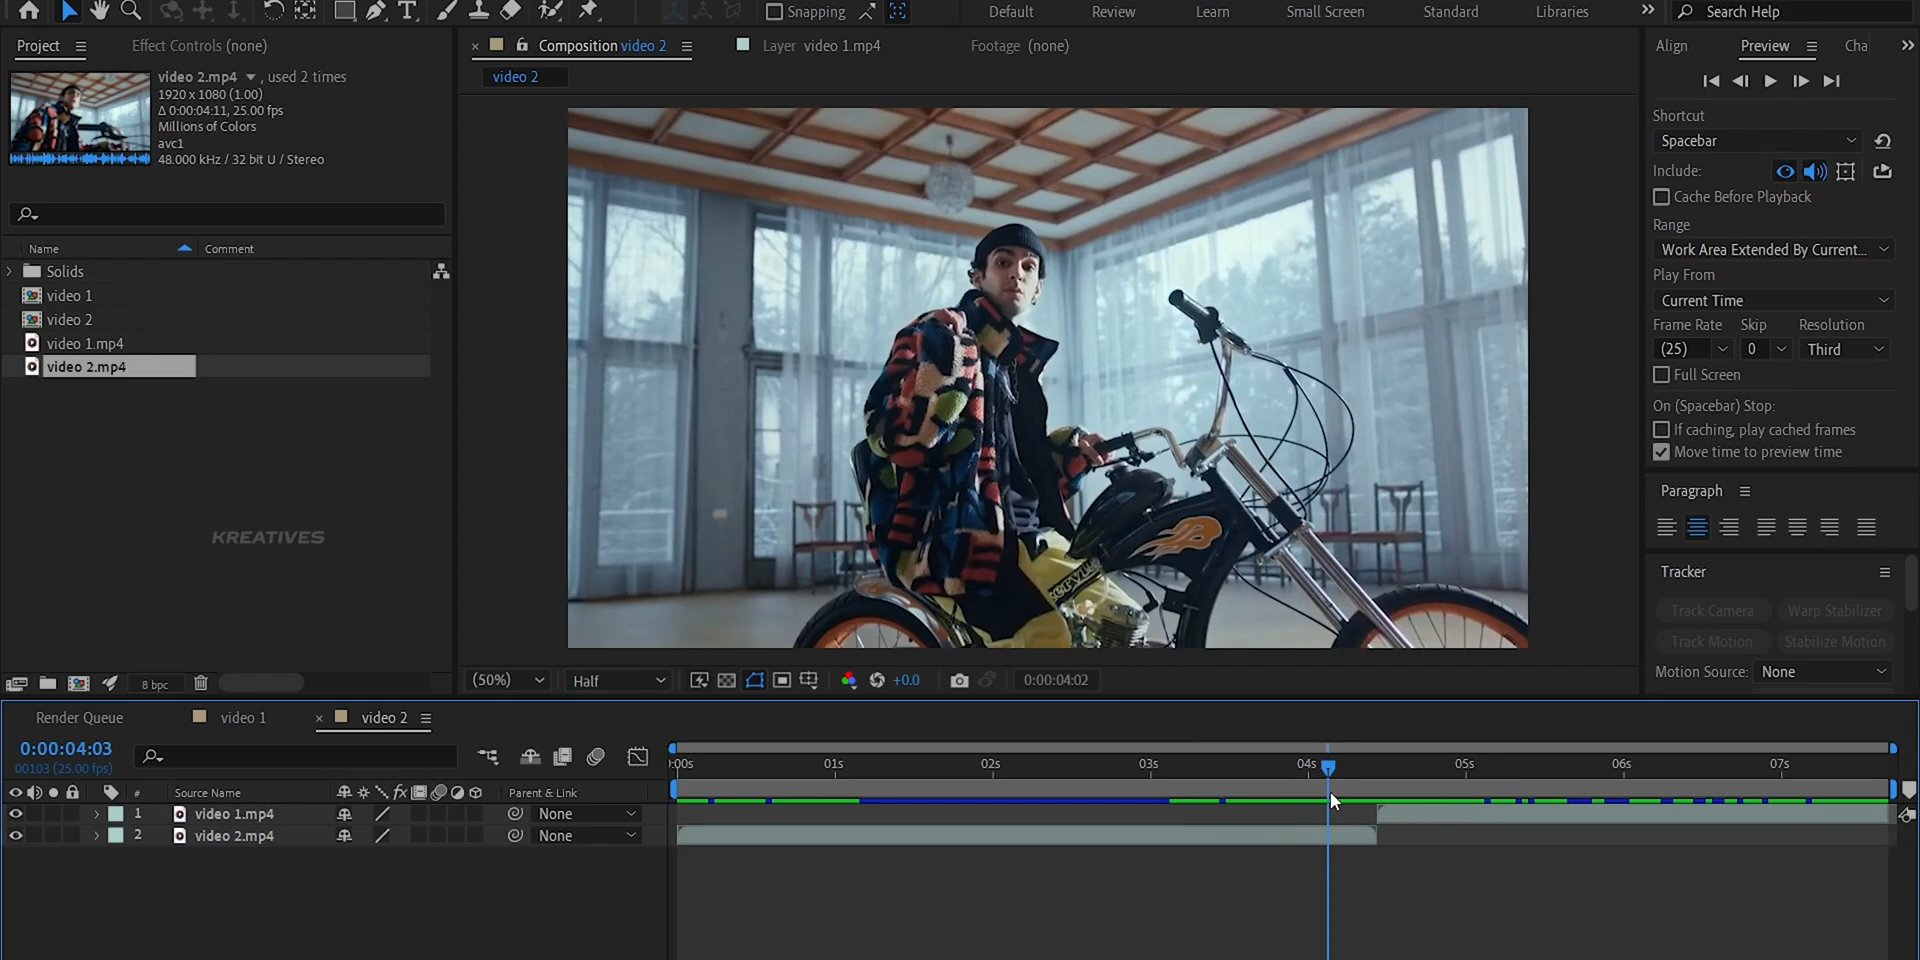 Snapping
Default
Review
Learn
Small Screen
Standard
Libraries
Search Help
Project
Effect Controls (none)
Composition video 2
Layer video 1.mp4
Footage (none)
Align
Preview
Cha
video 2.mp4 , used 2 times
1920 x 1080 (1.00)
Δ 0:00:04:11, 25.00 fps
Millions of Colors
avc1
48.000 kHz / 32 bit U / Stereo
video 2
Shortcut
Spacebar
Include:
Cache Before Playback
Range
Work Area Extended By Current...
Play From
Current Time
Frame Rate Skip Resolution
(25) 0 Third
Full Screen
On (Spacebar) Stop:
If caching, play cached frames
Move time to preview time
Name
Comment
Solids
video 1
video 2
video 1.mp4
video 2.mp4
KREATIVES
Paragraph
Tracker
Track Camera
Warp Stabilizer
Track Motion
Stabilize Motion
Motion Source: None
8 bpc
(50%)
Half
+0.0
0:00:04:02
Render Queue
video 1
video 2
0:00:04:03
00103 (25.00 fps)
:00s
01s
02s
03s
04s
05s
06s
07s
# Source Name
fx
Parent & Link
1 video 1.mp4 None
2 video 2.mp4 None